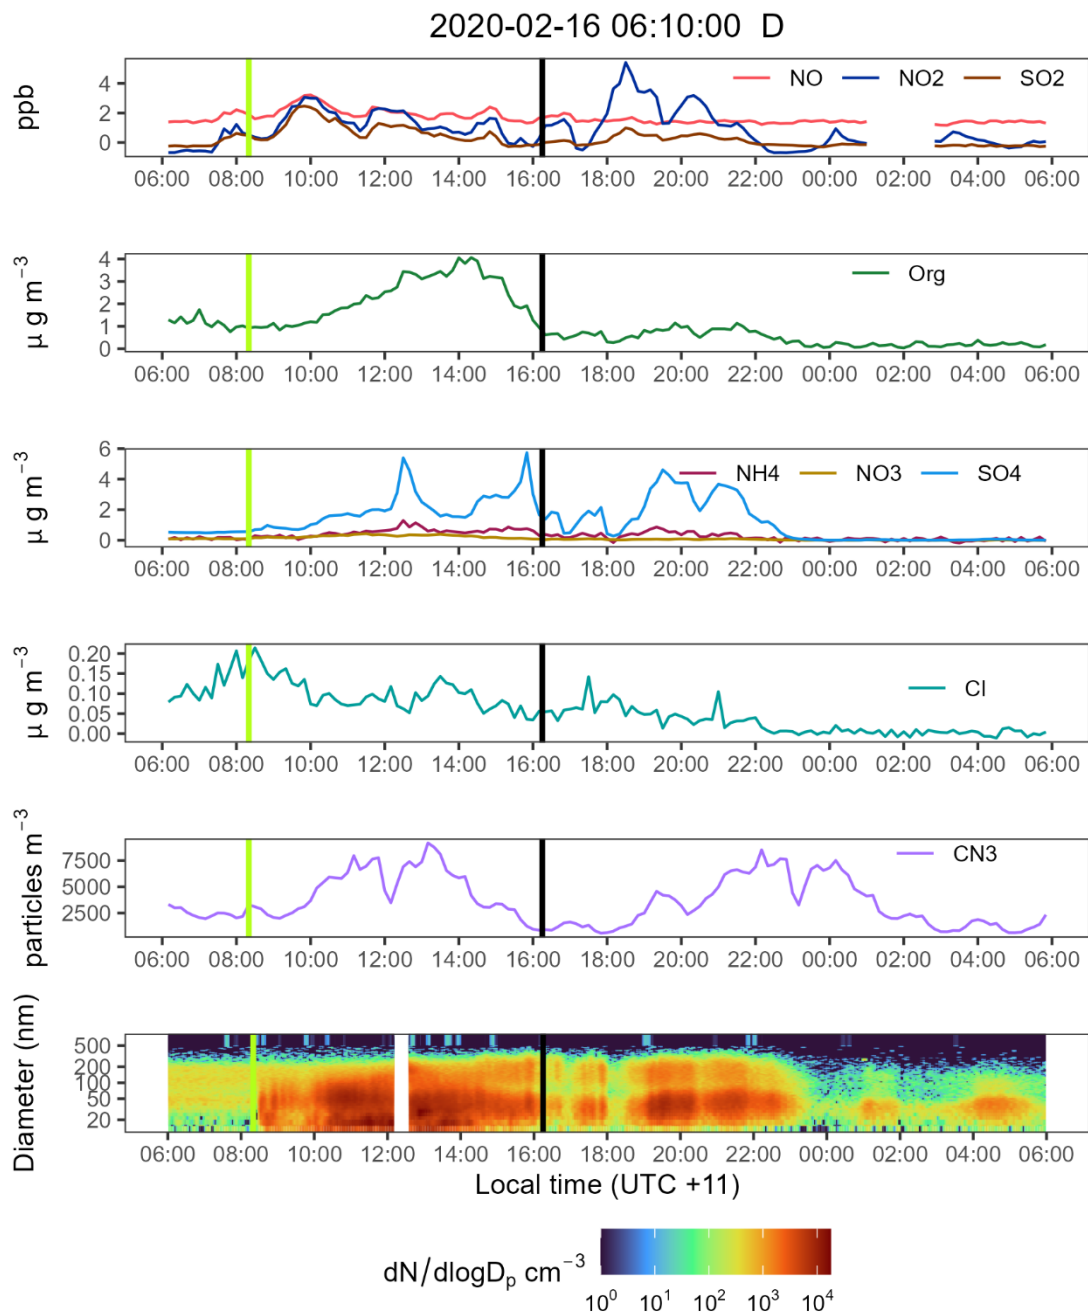 2020-02-16 06:10:00 D
ppb
4
2
0
NO NO2 SO2
06:00 08:00 10:00 12:00 14:00 16:00 18:00 20:00 22:00 00:00 02:00 04:00 06:00
μ g m⁻³
4
3
2
1
0
Org
06:00 08:00 10:00 12:00 14:00 16:00 18:00 20:00 22:00 00:00 02:00 04:00 06:00
μ g m⁻³
6
4
2
0
NH4 NO3 SO4
06:00 08:00 10:00 12:00 14:00 16:00 18:00 20:00 22:00 00:00 02:00 04:00 06:00
μ g m⁻³
0.20
0.15
0.10
0.05
0.00
Cl
06:00 08:00 10:00 12:00 14:00 16:00 18:00 20:00 22:00 00:00 02:00 04:00 06:00
particles m⁻³
7500
5000
2500
CN3
06:00 08:00 10:00 12:00 14:00 16:00 18:00 20:00 22:00 00:00 02:00 04:00 06:00
Diameter (nm)
500
200
100
50
20
06:00 08:00 10:00 12:00 14:00 16:00 18:00 20:00 22:00 00:00 02:00 04:00 06:00
Local time (UTC +11)
dN/dlogDₚ cm⁻³
10⁰ 10¹ 10² 10³ 10⁴